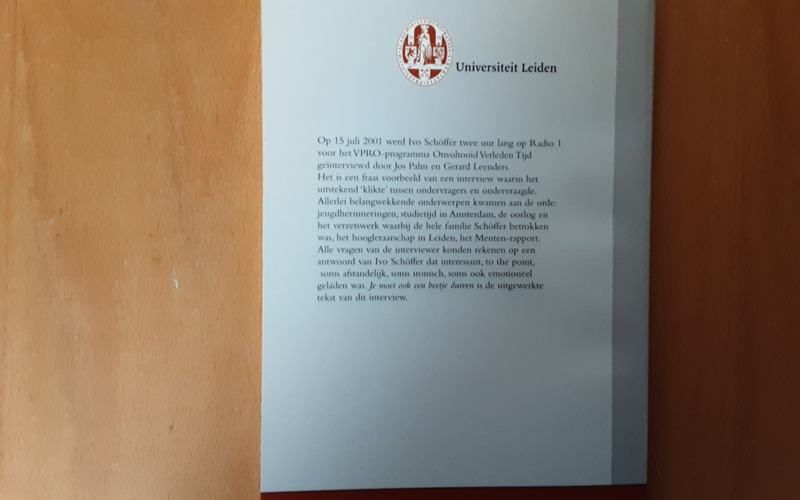 Universiteit Leiden
Op 15 juli 2001 werd Ivo Schöffer twee uur lang op Radio 1
voor het VPRO-programma Onvoltooid Verleden Tijd
geïnterviewd door Jos Palm en Gerard Leenders.
Het is een fraai voorbeeld van een interview waarin het
uitstekend 'klikte' tussen ondervragers en ondervraagde.
Allerlei belangwekkende onderwerpen kwamen aan de orde:
jeugdherinneringen, studietijd in Amsterdam, de oorlog en
het verzetswerk waarbij de hele familie Schöffer betrokken
was, het hoogleraarschap in Leiden, het Menten-rapport.
Alle vragen van de interviewer konden rekenen op een
antwoord van Ivo Schöffer dat interessant, to the point,
soms afstandelijk, soms ironisch, soms ook emotioneel
geladen was. Je moet ook een beetje durven is de uitgewerkte
tekst van dit interview.